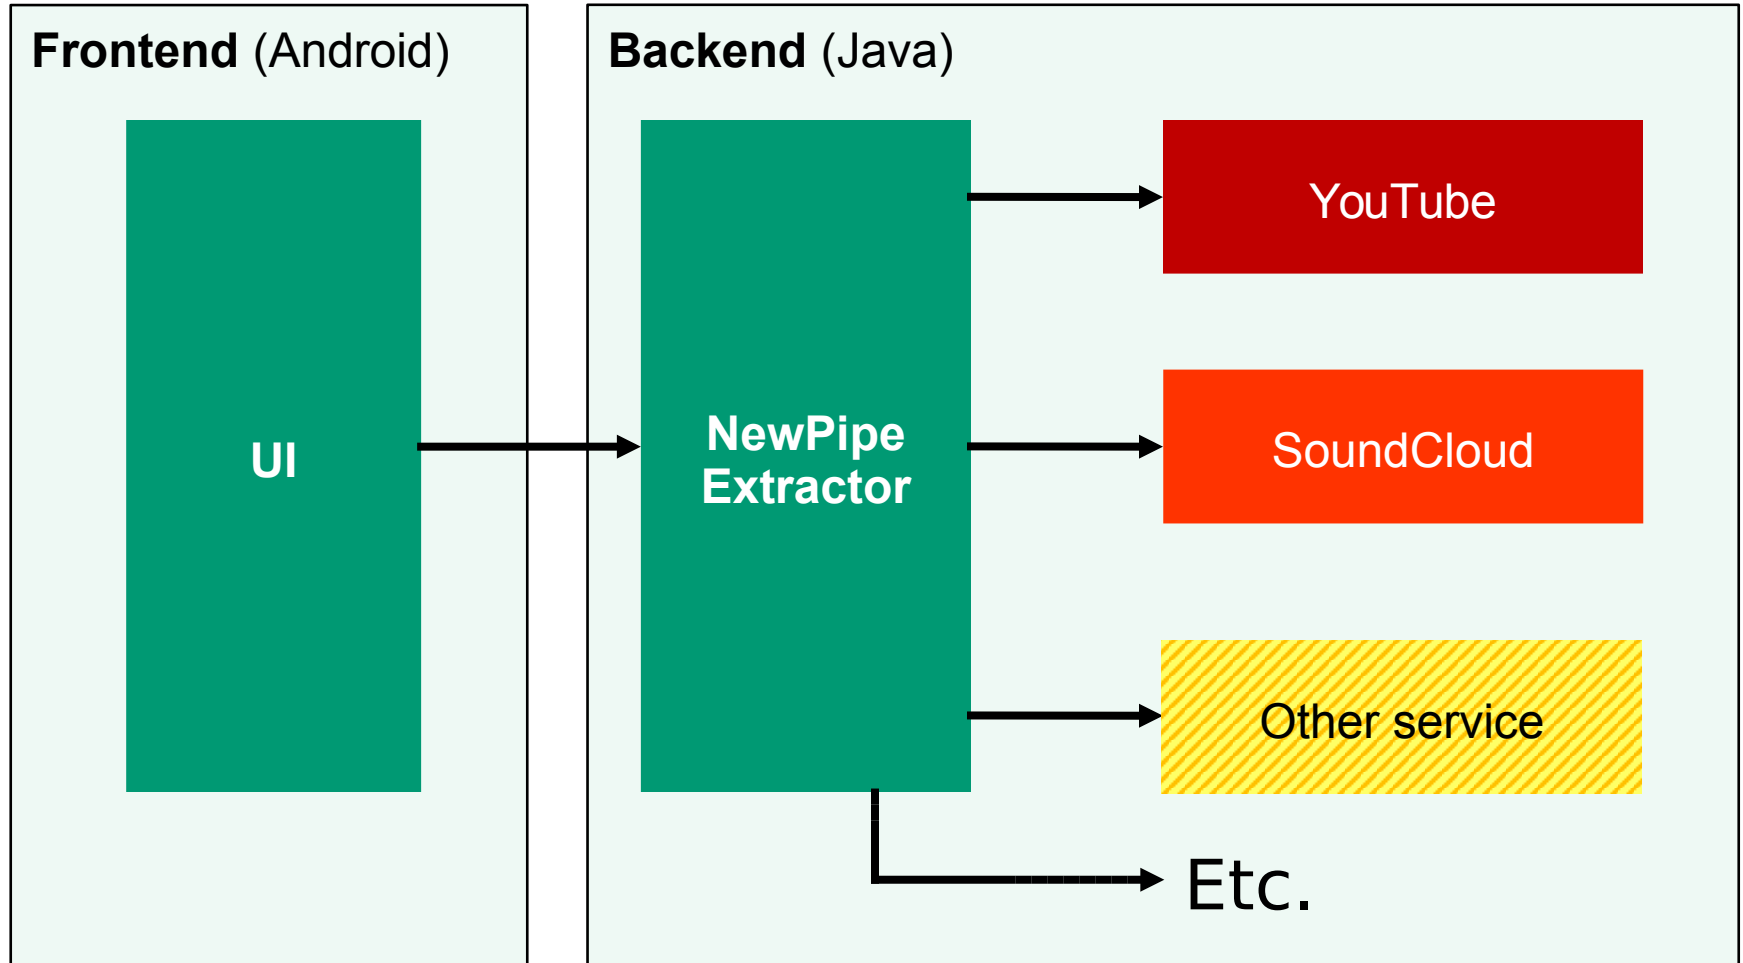 Frontend (Android)
Backend (Java)
UI
NewPipe
Extractor
YouTube
SoundCloud
Other service
Etc.